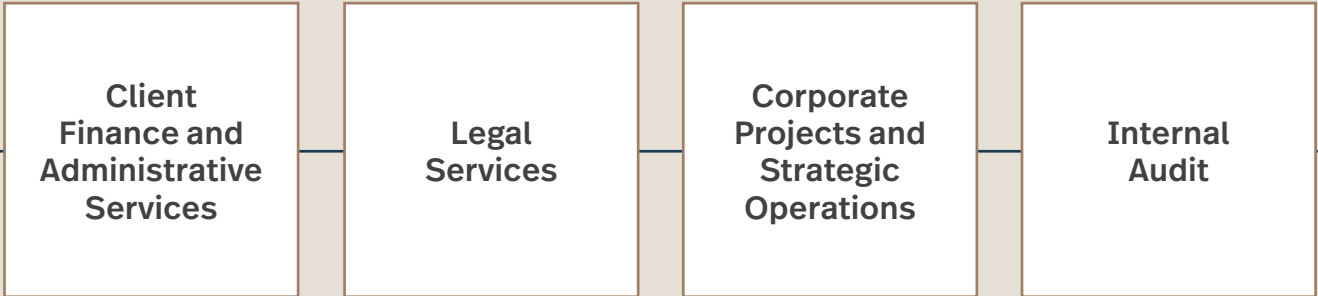 Client
Finance and
Administrative
Services
Legal
Services
Corporate
Projects and
Strategic
Operations
Internal
Audit